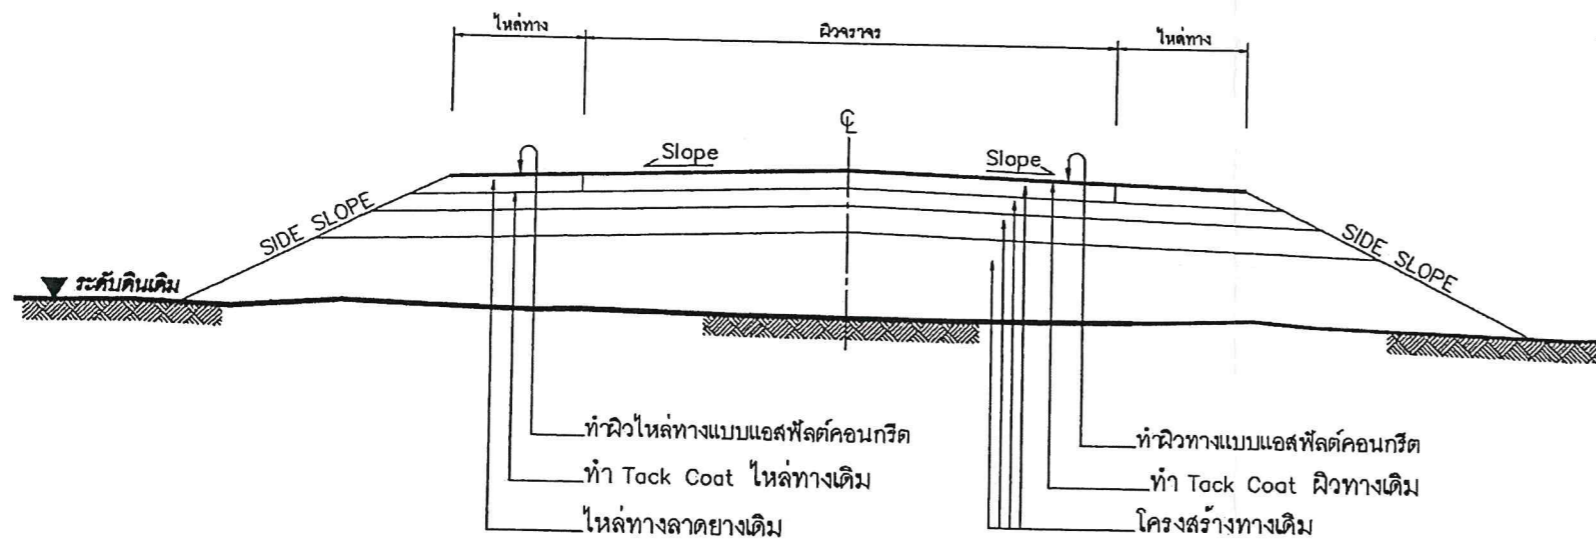 ไหล่ทาง
ผิวจราจร
ไหล่ทาง
℄
Slope
Slope
SIDE SLOPE
SIDE SLOPE
ระดับดินเดิม
ทำผิวไหล่ทางแบบแอสฟัลต์คอนกรีต
ทำ Tack Coat ไหล่ทางเดิม
ไหล่ทางลาดยางเดิม
ทำผิวทางแบบแอสฟัลต์คอนกรีต
ทำ Tack Coat ผิวทางเดิม
โครงสร้างทางเดิม